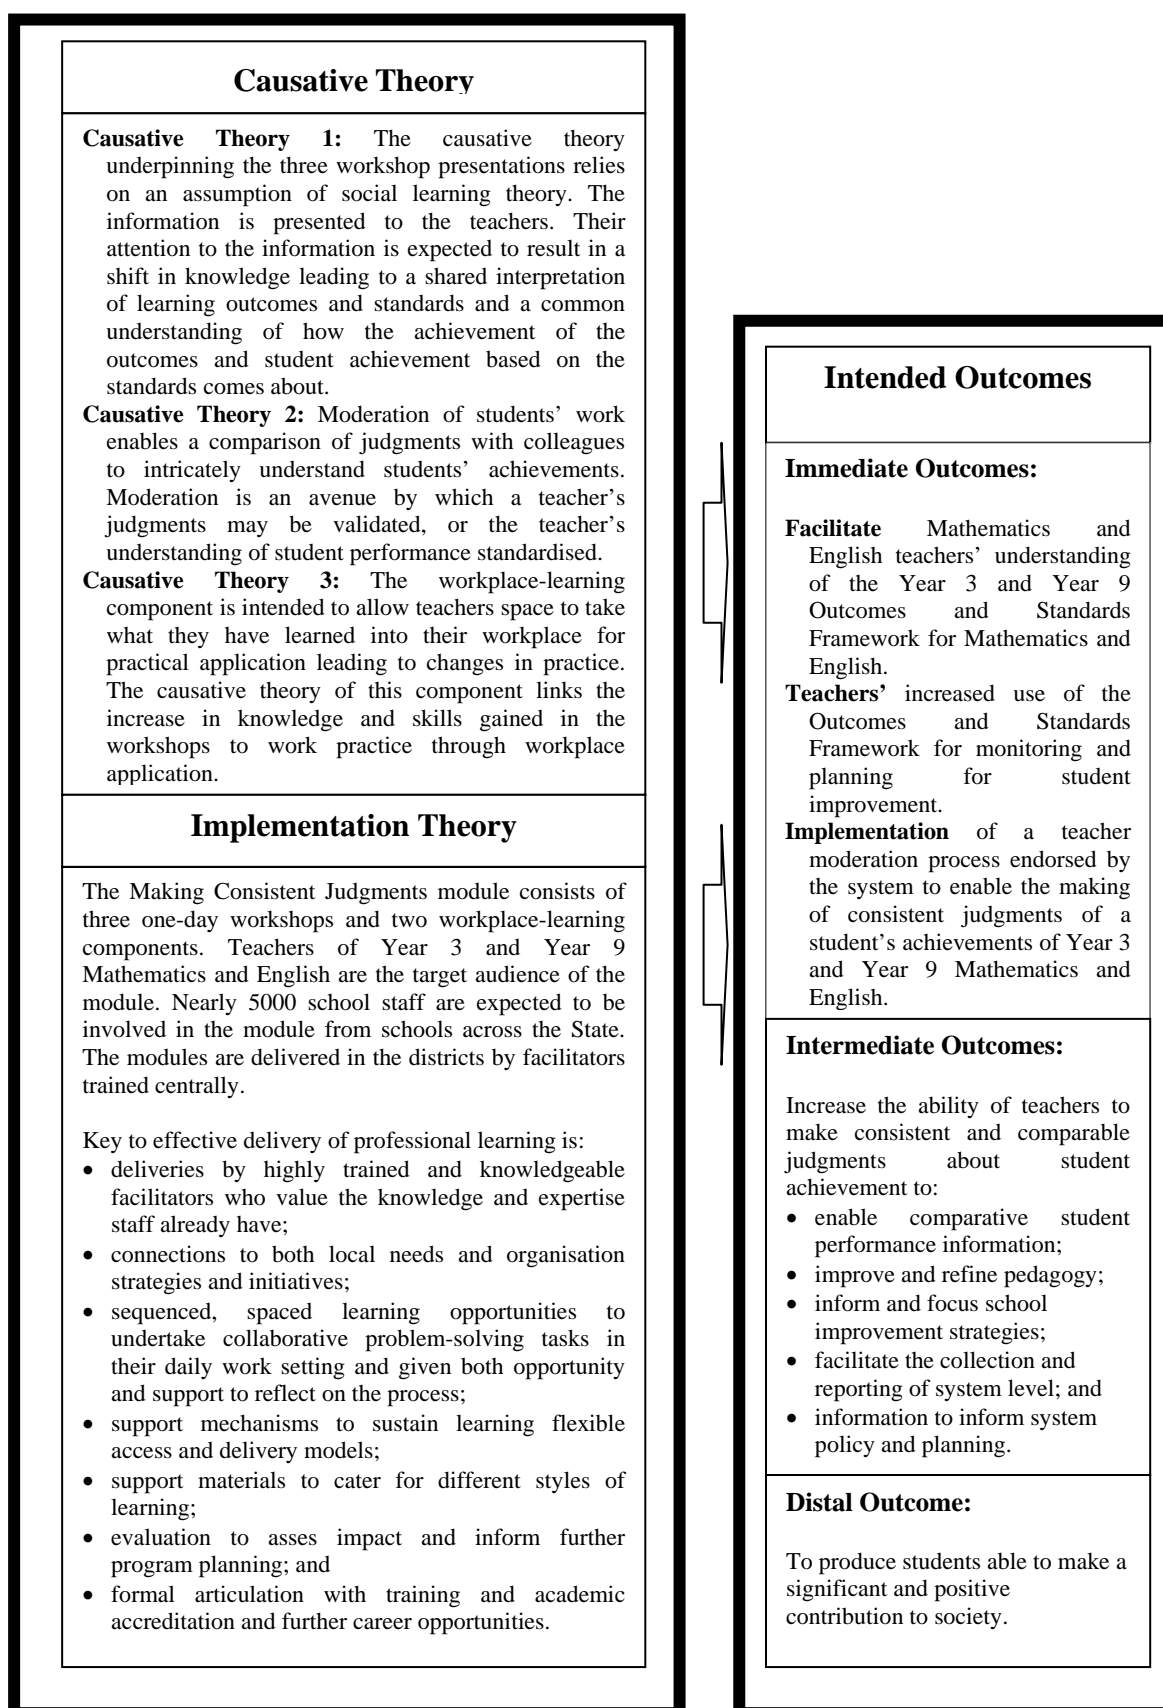 Causative Theory
Causative Theory 1: The causative theory
underpinning the three workshop presentations relies
on an assumption of social learning theory. The
information is presented to the teachers. Their
attention to the information is expected to result in a
shift in knowledge leading to a shared interpretation
of learning outcomes and standards and a common
understanding of how the achievement of the
outcomes and student achievement based on the
standards comes about.
Causative Theory 2: Moderation of students’ work
enables a comparison of judgments with colleagues
to intricately understand students’ achievements.
Moderation is an avenue by which a teacher’s
judgments may be validated, or the teacher’s
understanding of student performance standardised.
Causative Theory 3: The workplace-learning
component is intended to allow teachers space to take
what they have learned into their workplace for
practical application leading to changes in practice.
The causative theory of this component links the
increase in knowledge and skills gained in the
workshops to work practice through workplace
application.
Implementation Theory
The Making Consistent Judgments module consists of
three one-day workshops and two workplace-learning
components. Teachers of Year 3 and Year 9
Mathematics and English are the target audience of the
module. Nearly 5000 school staff are expected to be
involved in the module from schools across the State.
The modules are delivered in the districts by facilitators
trained centrally.
Key to effective delivery of professional learning is:
• deliveries by highly trained and knowledgeable
facilitators who value the knowledge and expertise
staff already have;
• connections to both local needs and organisation
strategies and initiatives;
• sequenced, spaced learning opportunities to
undertake collaborative problem-solving tasks in
their daily work setting and given both opportunity
and support to reflect on the process;
• support mechanisms to sustain learning flexible
access and delivery models;
• support materials to cater for different styles of
learning;
• evaluation to asses impact and inform further
program planning; and
• formal articulation with training and academic
accreditation and further career opportunities.
Intended Outcomes
Immediate Outcomes:
Facilitate Mathematics and
English teachers’ understanding
of the Year 3 and Year 9
Outcomes and Standards
Framework for Mathematics and
English.
Teachers’ increased use of the
Outcomes and Standards
Framework for monitoring and
planning for student
improvement.
Implementation of a teacher
moderation process endorsed by
the system to enable the making
of consistent judgments of a
student’s achievements of Year 3
and Year 9 Mathematics and
English.
Intermediate Outcomes:
Increase the ability of teachers to
make consistent and comparable
judgments about student
achievement to:
• enable comparative student
performance information;
• improve and refine pedagogy;
• inform and focus school
improvement strategies;
• facilitate the collection and
reporting of system level; and
• information to inform system
policy and planning.
Distal Outcome:
To produce students able to make a
significant and positive
contribution to society.